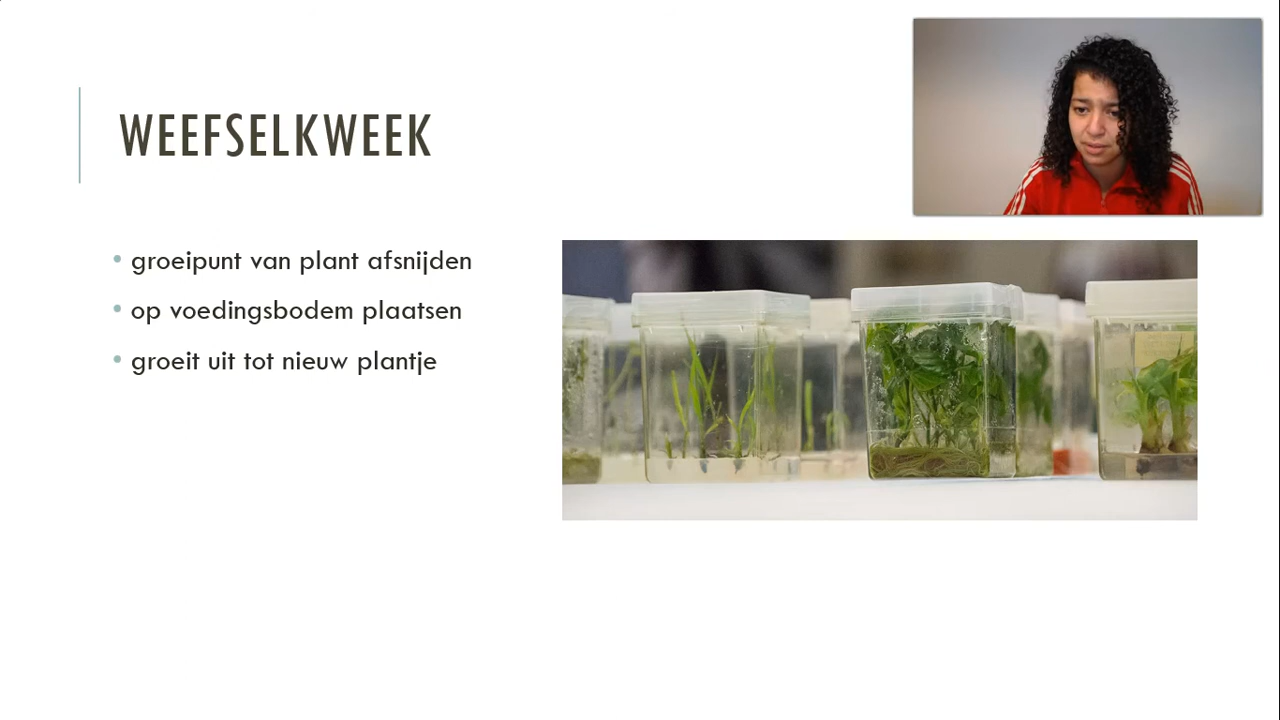 WEEFSELKWEEK
• groeipunt van plant afsnijden
• op voedingsbodem plaatsen
• groeit uit tot nieuw plantje